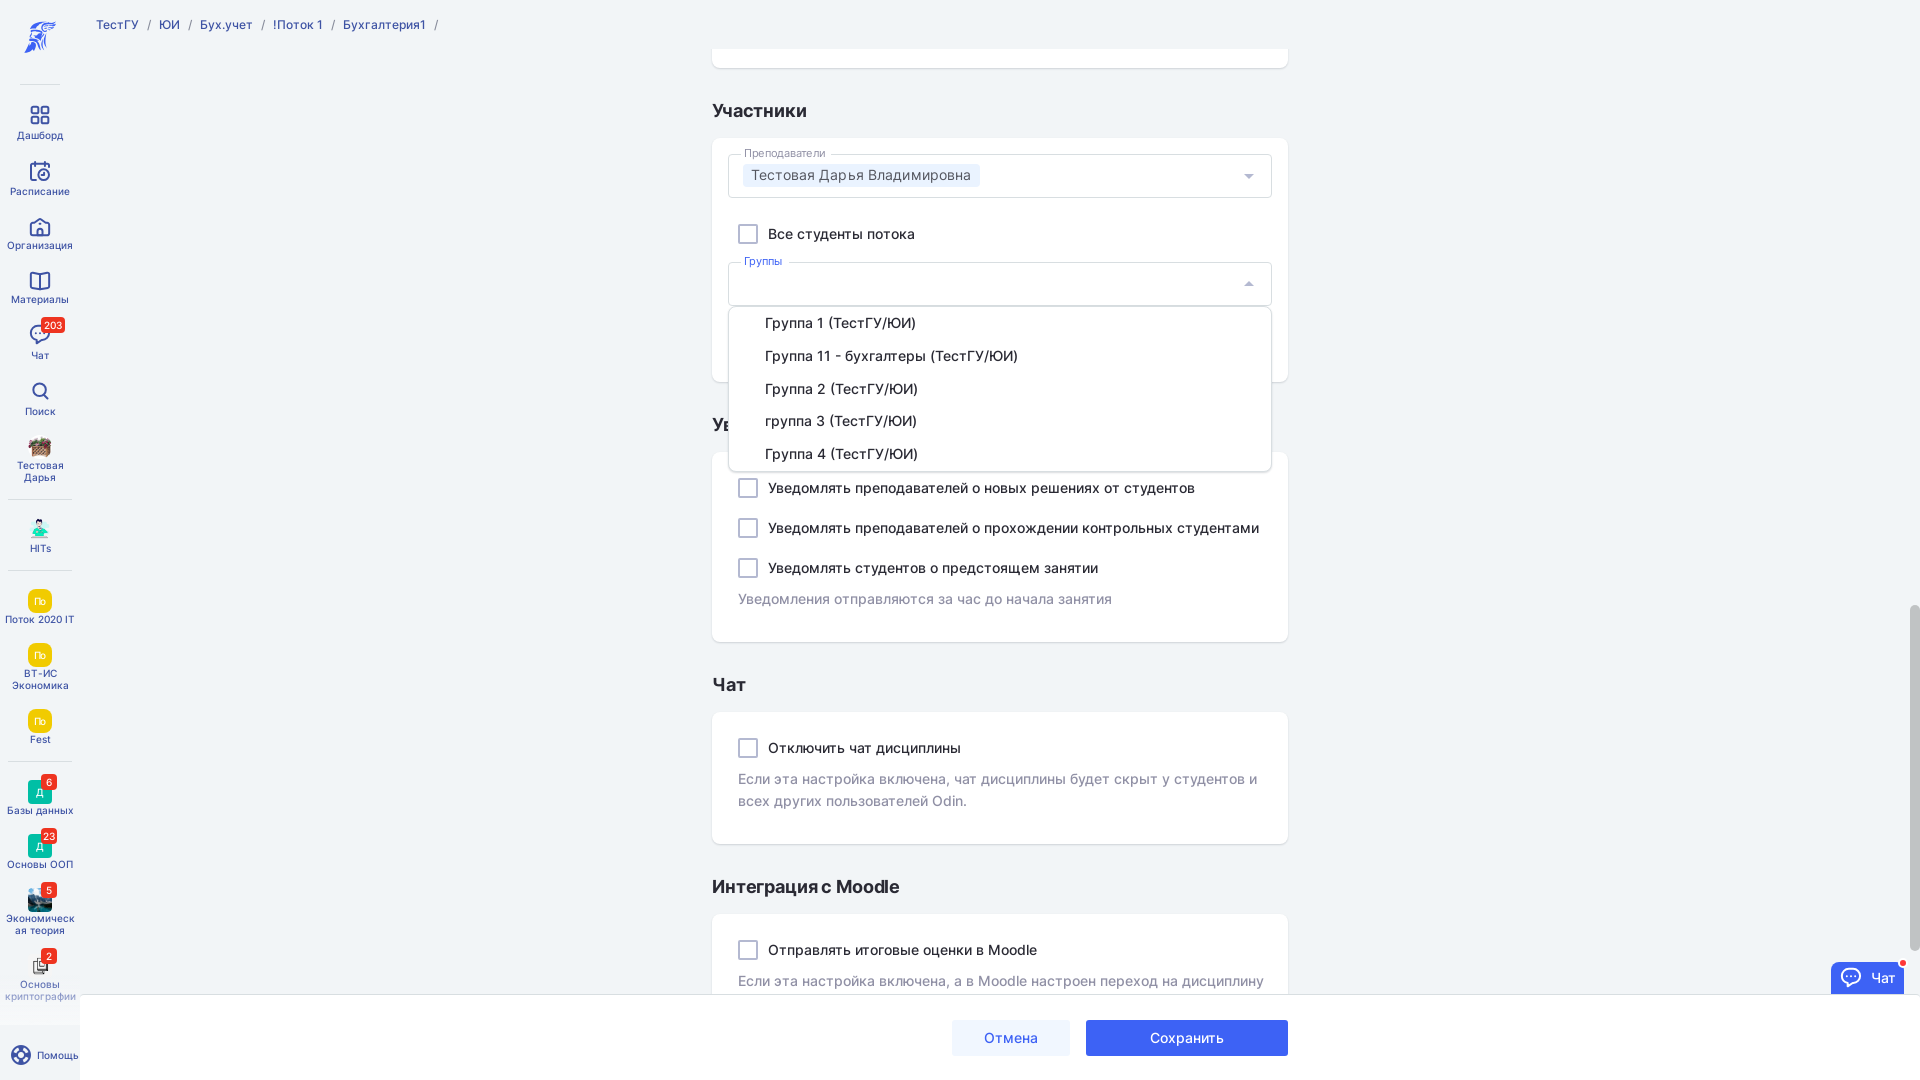 ТестГУ / ЮИ / Бух.учет / !Поток 1 / Бухгалтерия1 /
Дашборд
Расписание
Организация
Материалы
203
Чат
Поиск
Тестовая
Дарья
HITs
По
Поток 2020 IT
По
ВТ-ИС
Экономика
По
Fest
6
Д
Базы данных
23
Д
Основы ООП
5
Экономическ
ая теория
2
Основы
криптографии
Помощь
Участники
Преподаватели
Тестовая Дарья Владимировна
Все студенты потока
Группы
Группа 1 (ТестГУ/ЮИ)
Группа 11 - бухгалтеры (ТестГУ/ЮИ)
Группа 2 (ТестГУ/ЮИ)
группа 3 (ТестГУ/ЮИ)
Группа 4 (ТестГУ/ЮИ)
Уведомлять преподавателей о новых решениях от студентов
Уведомлять преподавателей о прохождении контрольных студентами
Уведомлять студентов о предстоящем занятии
Уведомления отправляются за час до начала занятия
Чат
Отключить чат дисциплины
Если эта настройка включена, чат дисциплины будет скрыт у студентов и
всех других пользователей Odin.
Интеграция с Moodle
Отправлять итоговые оценки в Moodle
Если эта настройка включена, а в Moodle настроен переход на дисциплину
Чат
Отмена
Сохранить